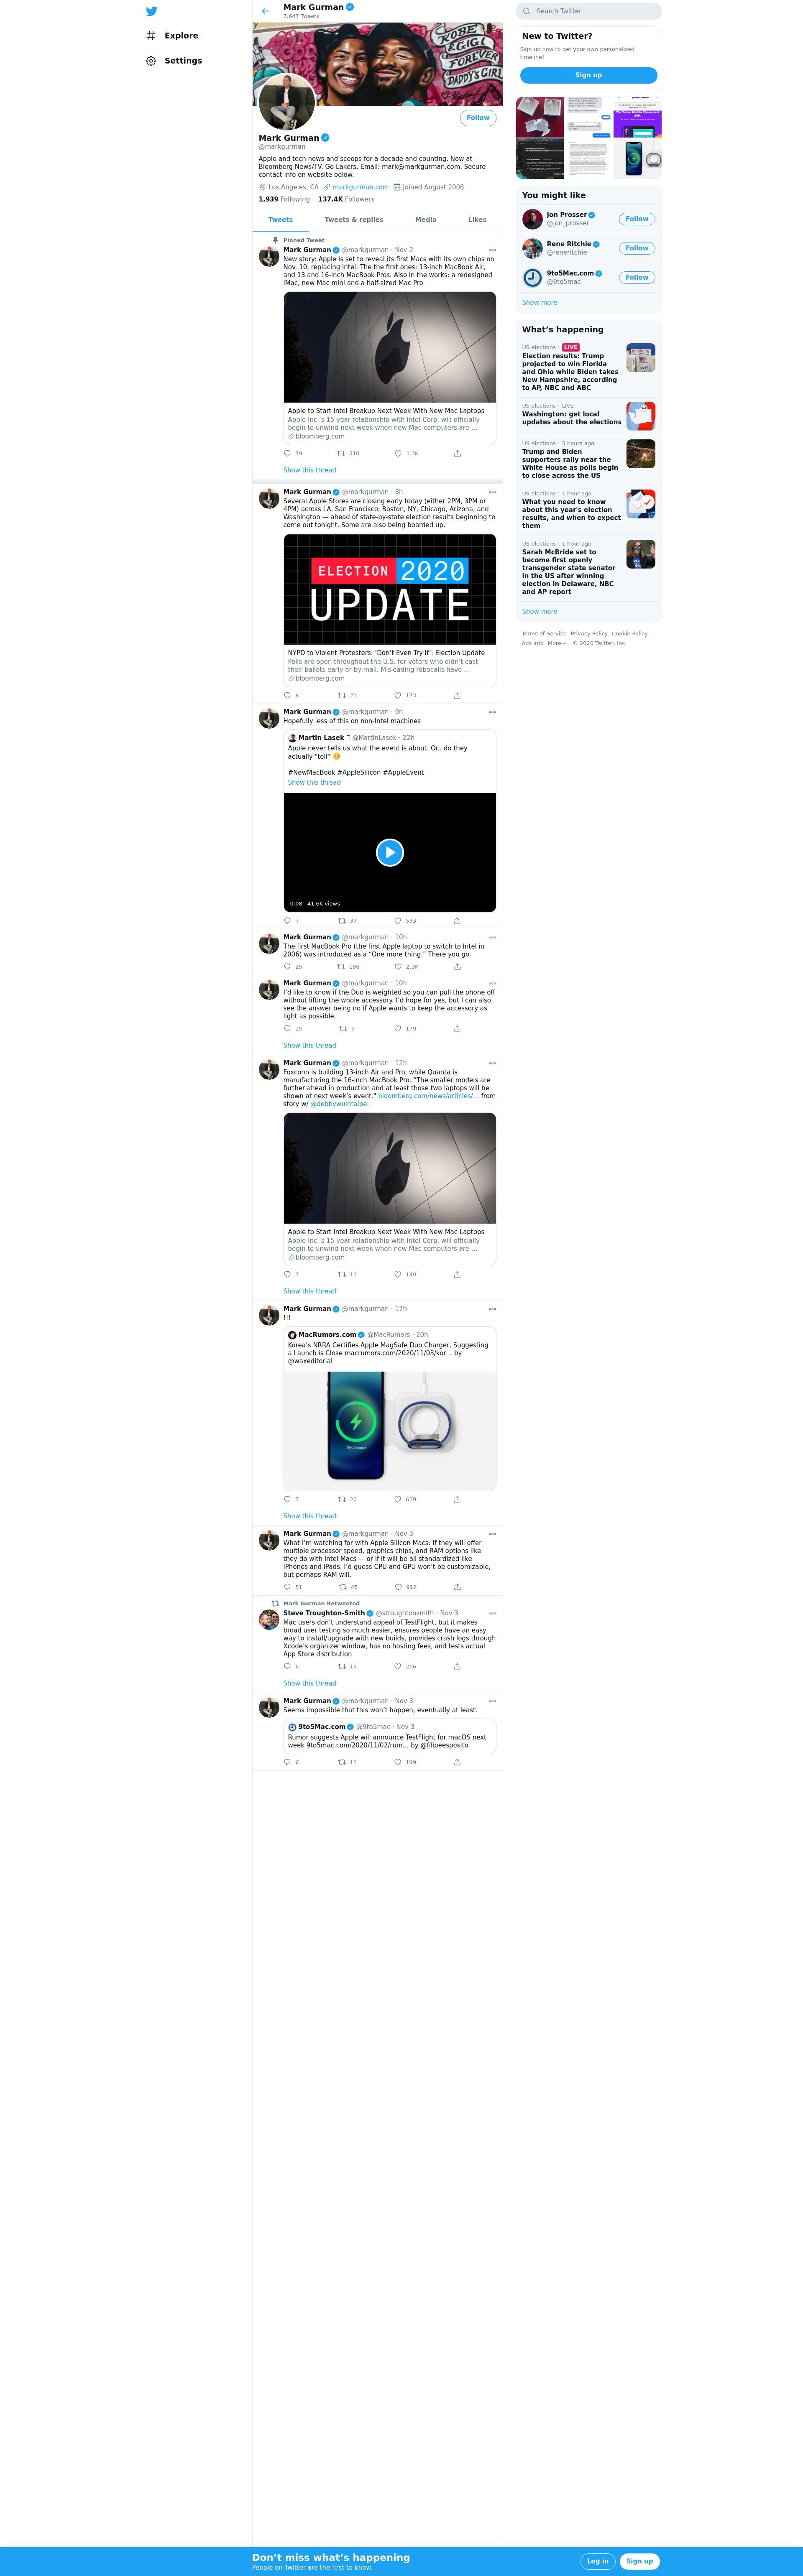 Explore
Settings
Mark Gurman
7,647 Tweets
KOBE
& GIGI
FOREVER
DADDY'S GIRL
Follow
Mark Gurman
@markgurman
Apple and tech news and scoops for a decade and counting. Now at
Bloomberg News/TV. Go Lakers. Email: mark@markgurman.com. Secure
contact info on website below.
Los Angeles, CA markgurman.com Joined August 2008
1,939 Following 137.4K Followers
Tweets Tweets & replies Media Likes
Pinned Tweet
Mark Gurman @markgurman · Nov 2
New story: Apple is set to reveal its first Macs with its own chips on
Nov. 10, replacing Intel. The the first ones: 13-inch MacBook Air,
and 13 and 16-inch MacBook Pros. Also in the works: a redesigned
iMac, new Mac mini and a half-sized Mac Pro
Apple to Start Intel Breakup Next Week With New Mac Laptops
Apple Inc.'s 15-year relationship with Intel Corp. will officially
begin to unwind next week when new Mac computers are ...
bloomberg.com
79 310 1.3K
Show this thread
Mark Gurman @markgurman · 8h
Several Apple Stores are closing early today (either 2PM, 3PM or
4PM) across LA, San Francisco, Boston, NY, Chicago, Arizona, and
Washington — ahead of state-by-state election results beginning to
come out tonight. Some are also being boarded up.
ELECTION 2020
UPDATE
NYPD to Violent Protesters: 'Don't Even Try It': Election Update
Polls are open throughout the U.S. for voters who didn't cast
their ballots early or by mail. Misleading robocalls have ...
bloomberg.com
8 23 173
Mark Gurman @markgurman · 9h
Hopefully less of this on non-Intel machines
Martin Lasek @MartinLasek · 22h
Apple never tells us what the event is about. Or.. do they
actually "tell" 🧐
#NewMacBook #AppleSilicon #AppleEvent
Show this thread
0:08 41.6K views
7 37 533
Mark Gurman @markgurman · 10h
The first MacBook Pro (the first Apple laptop to switch to Intel in
2006) was introduced as a "One more thing." There you go.
25 186 2.3K
Mark Gurman @markgurman · 10h
I'd like to know if the Duo is weighted so you can pull the phone off
without lifting the whole accessory. I'd hope for yes, but I can also
see the answer being no if Apple wants to keep the accessory as
light as possible.
15 5 179
Show this thread
Mark Gurman @markgurman · 12h
Foxconn is building 13-inch Air and Pro, while Quanta is
manufacturing the 16-inch MacBook Pro. "The smaller models are
further ahead in production and at least those two laptops will be
shown at next week's event." bloomberg.com/news/articles/... from
story w/ @debbywuintaipei
Apple to Start Intel Breakup Next Week With New Mac Laptops
Apple Inc.'s 15-year relationship with Intel Corp. will officially
begin to unwind next week when new Mac computers are ...
bloomberg.com
7 13 149
Show this thread
Mark Gurman @markgurman · 17h
!!!
MacRumors.com @MacRumors · 20h
Korea's NRRA Certifies Apple MagSafe Duo Charger, Suggesting
a Launch is Close macrumors.com/2020/11/03/kor... by
@waxeditorial
7 20 639
Show this thread
Mark Gurman @markgurman · Nov 3
What I'm watching for with Apple Silicon Macs: if they will offer
multiple processor speed, graphics chips, and RAM options like
they do with Intel Macs — or if it will be all standardized like
iPhones and iPads. I'd guess CPU and GPU won't be customizable,
but perhaps RAM will.
51 45 912
Mark Gurman Retweeted
Steve Troughton-Smith @stroughtonsmith · Nov 3
Mac users don't understand appeal of TestFlight, but it makes
broad user testing so much easier, ensures people have an easy
way to install/upgrade with new builds, provides crash logs through
Xcode's organizer window, has no hosting fees, and tests actual
App Store distribution
6 15 206
Show this thread
Mark Gurman @markgurman · Nov 3
Seems impossible that this won't happen, eventually at least.
9to5Mac.com @9to5mac · Nov 3
Rumor suggests Apple will announce TestFlight for macOS next
week 9to5mac.com/2020/11/02/rum... by @filipeesposito
6 11 199
Search Twitter
New to Twitter?
Sign up now to get your own personalized
timeline!
Sign up
You might like
Jon Prosser
@jon_prosser
Follow
Rene Ritchie
@reneritchie
Follow
9to5Mac.com
@9to5mac
Follow
Show more
What's happening
US elections · LIVE
Election results: Trump
projected to win Florida
and Ohio while Biden takes
New Hampshire, according
to AP, NBC and ABC
US elections · LIVE
Washington: get local
updates about the elections
US elections · 5 hours ago
Trump and Biden
supporters rally near the
White House as polls begin
to close across the US
US elections · 1 hour ago
What you need to know
about this year's election
results, and when to expect
them
US elections · 1 hour ago
Sarah McBride set to
become first openly
transgender state senator
in the US after winning
election in Delaware, NBC
and AP report
Show more
Terms of Service Privacy Policy Cookie Policy
Ads info More © 2020 Twitter, Inc.
Don't miss what's happening
People on Twitter are the first to know.
Log in
Sign up